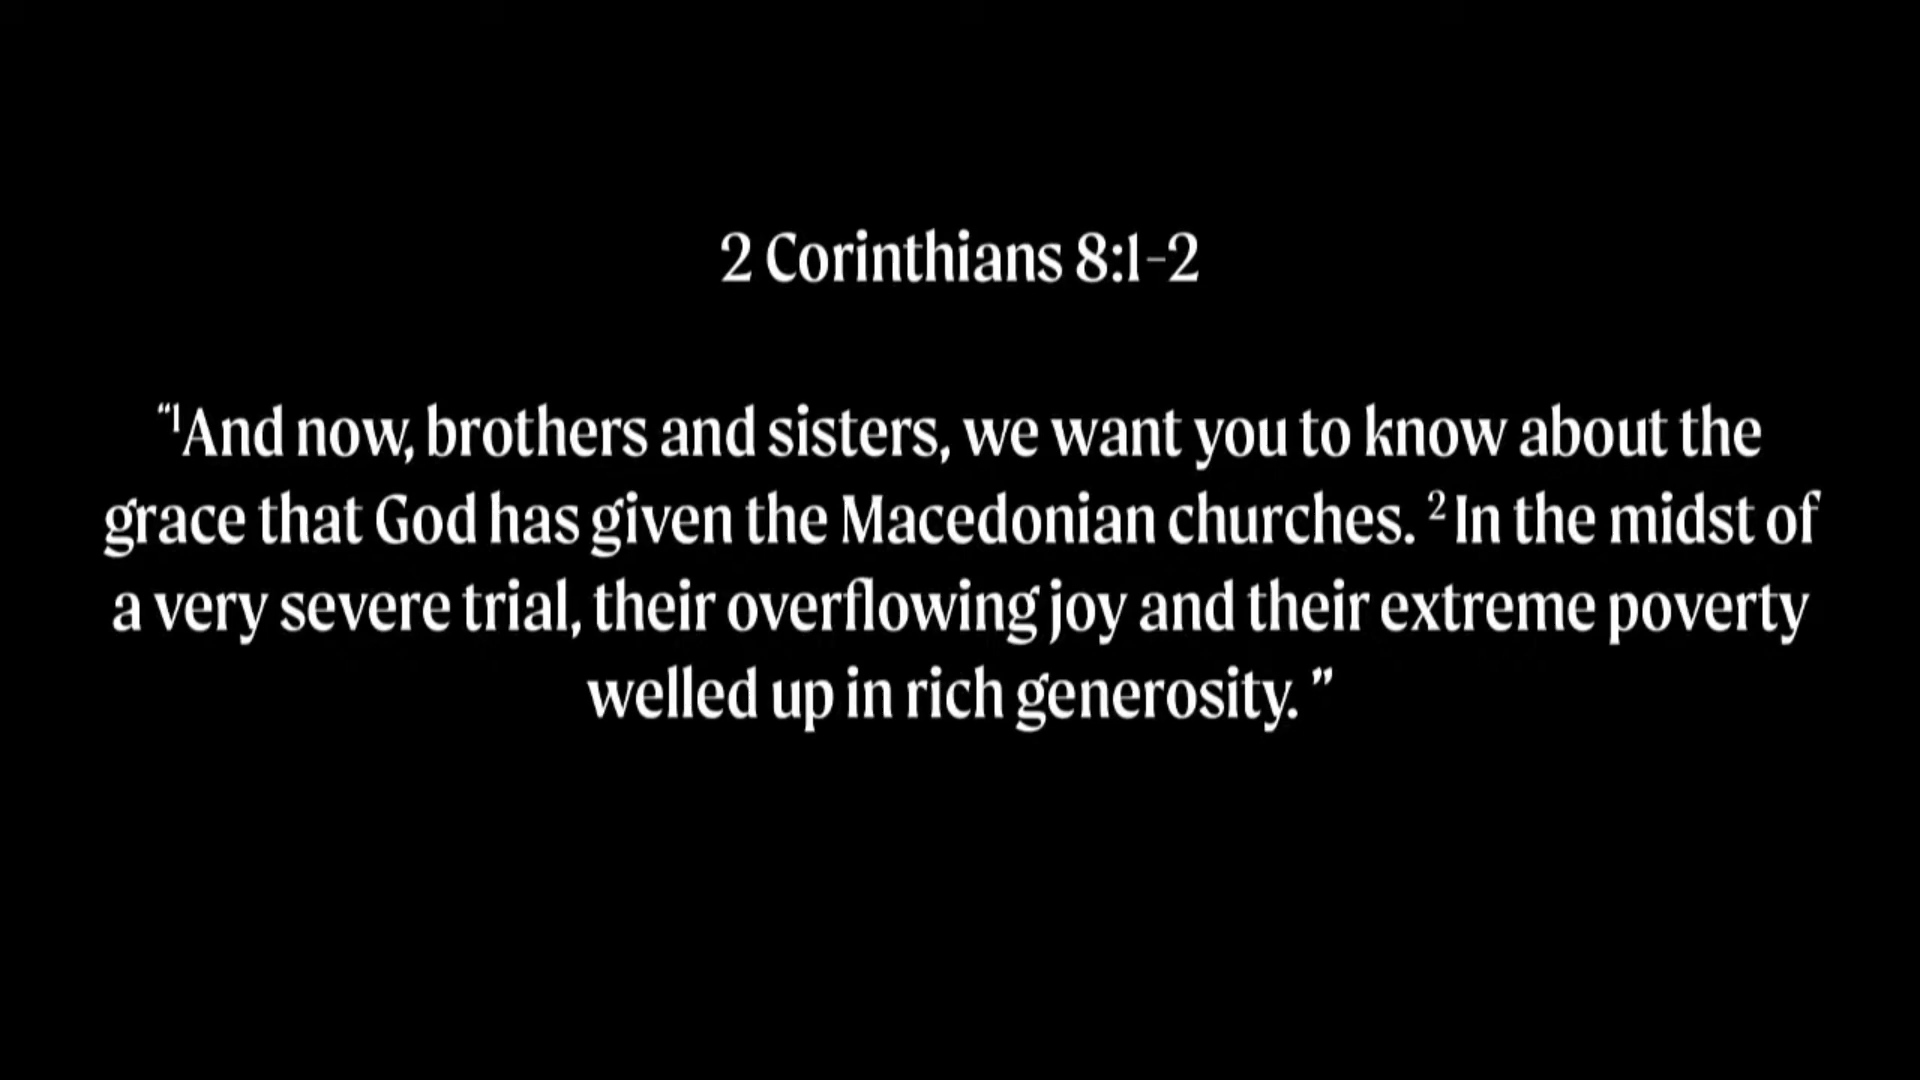 2 Corinthians 8:1-2
“¹And now, brothers and sisters, we want you to know about the
grace that God has given the Macedonian churches. ² In the midst of
a very severe trial, their overflowing joy and their extreme poverty
welled up in rich generosity. ”